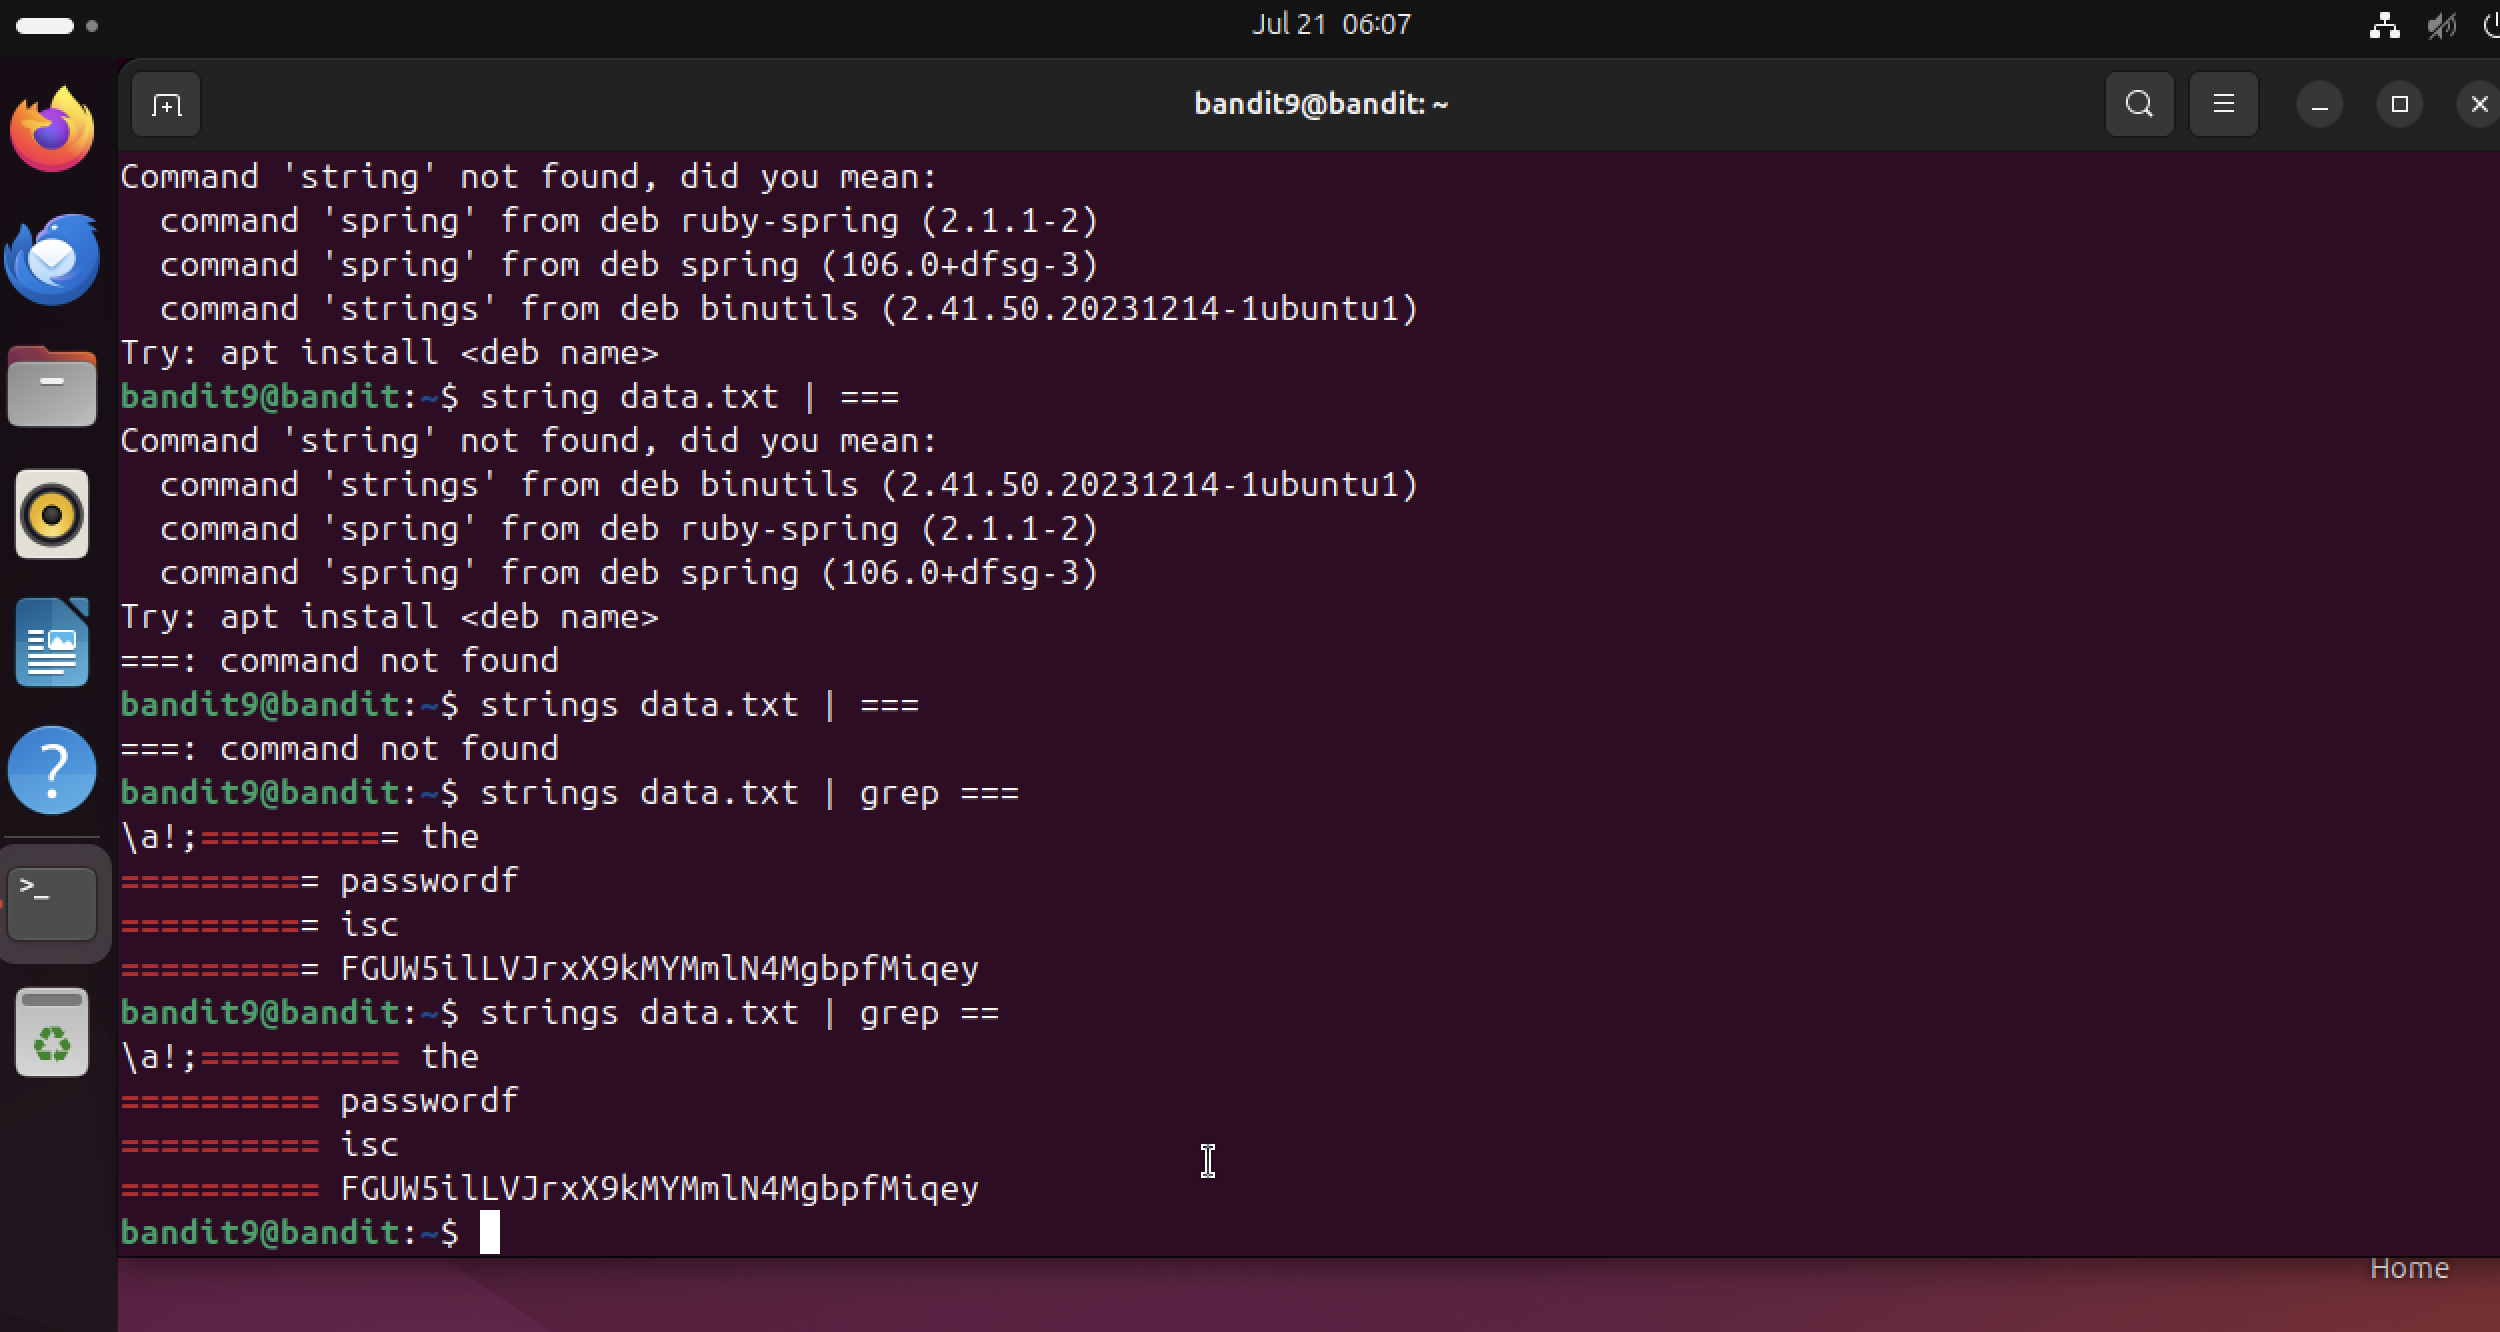 Jul 21 06:07
bandit9@bandit: ~
Command 'string' not found, did you mean:
  command 'spring' from deb ruby-spring (2.1.1-2)
  command 'spring' from deb spring (106.0+dfsg-3)
  command 'strings' from deb binutils (2.41.50.20231214-1ubuntu1)
Try: apt install <deb name>
bandit9@bandit:~$ string data.txt | ===
Command 'string' not found, did you mean:
  command 'strings' from deb binutils (2.41.50.20231214-1ubuntu1)
  command 'spring' from deb ruby-spring (2.1.1-2)
  command 'spring' from deb spring (106.0+dfsg-3)
Try: apt install <deb name>
===: command not found
bandit9@bandit:~$ strings data.txt | ===
===: command not found
bandit9@bandit:~$ strings data.txt | grep ===
\a!;========== the
========== passwordf
========== isc
========== FGUW5ilLVJrxX9kMYMmlN4MgbpfMiqey
bandit9@bandit:~$ strings data.txt | grep ==
\a!;========== the
========== passwordf
========== isc
========== FGUW5ilLVJrxX9kMYMmlN4MgbpfMiqey
bandit9@bandit:~$
Home